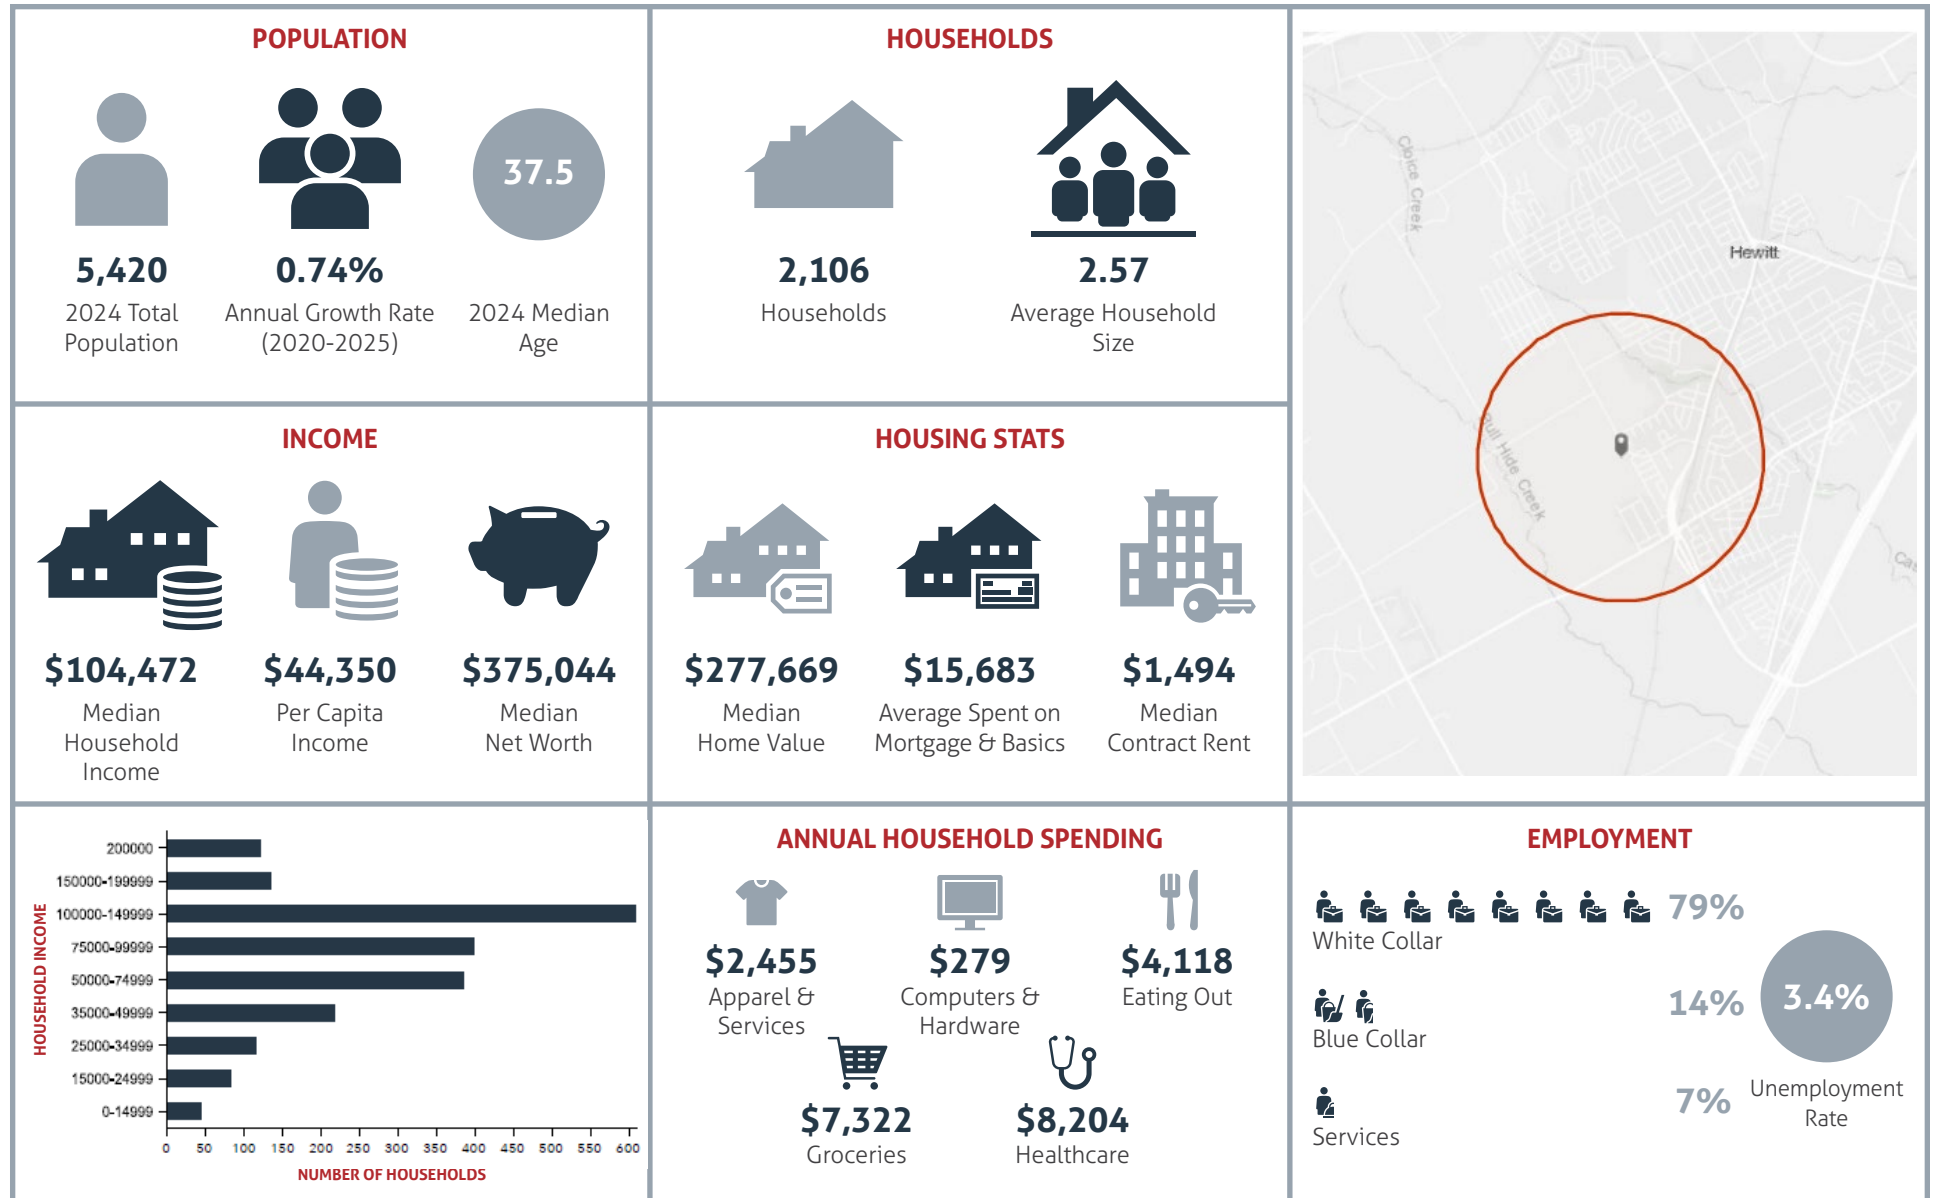 POPULATION
37.5
5,420
2024 Total
Population
0.74%
Annual Growth Rate
(2020-2025)
2024 Median
Age
HOUSEHOLDS
2,106
Households
2.57
Average Household
Size
Cloice Creek
Hewitt
Bull Hide Creek
INCOME
$104,472
Median
Household
Income
$44,350
Per Capita
Income
$375,044
Median
Net Worth
HOUSING STATS
$277,669
Median
Home Value
$15,683
Average Spent on
Mortgage & Basics
$1,494
Median
Contract Rent
HOUSEHOLD INCOME
200000
150000-199999
100000-149999
75000-99999
50000-74999
35000-49999
25000-34999
15000-24999
0-14999
0 50 100 150 200 250 300 350 400 450 500 550 600
NUMBER OF HOUSEHOLDS
ANNUAL HOUSEHOLD SPENDING
$2,455
Apparel &
Services
$279
Computers &
Hardware
$4,118
Eating Out
$7,322
Groceries
$8,204
Healthcare
EMPLOYMENT
79%
White Collar
14%
Blue Collar
7%
Services
3.4%
Unemployment
Rate